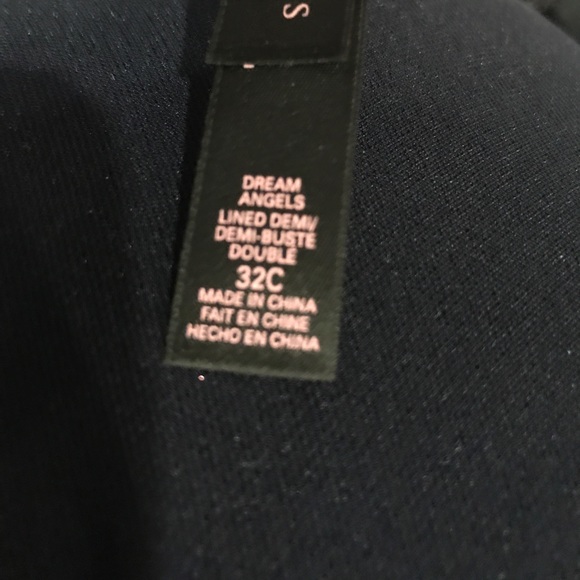 S
DREAM
ANGELS
LINED DEMI/
DEMI-BUSTE
DOUBLE
32C
MADE IN CHINA
FAIT EN CHINE
HECHO EN CHINA